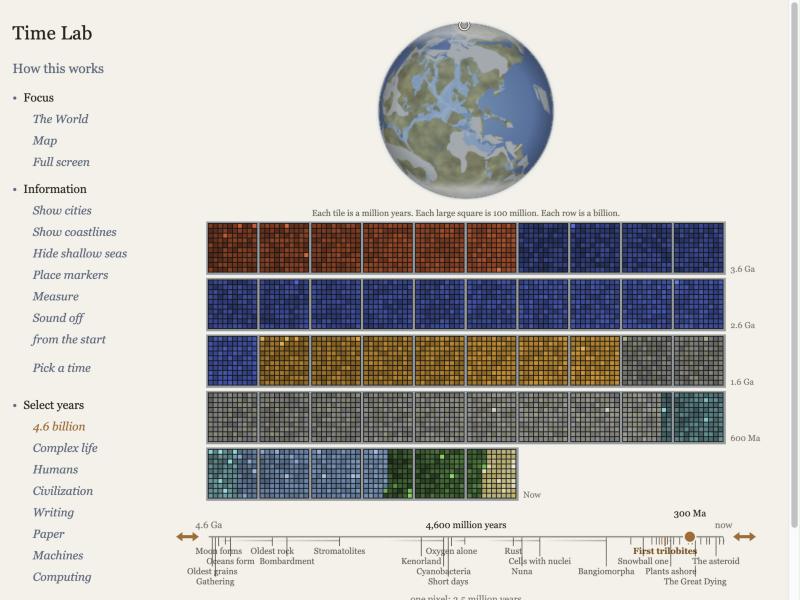 Time Lab
How this works
• Focus
The World
Map
Full screen
• Information
Show cities
Show coastlines
Hide shallow seas
Place markers
Measure
Sound off
from the start
Pick a time
• Select years
4.6 billion
Complex life
Humans
Civilization
Writing
Paper
Machines
Computing
Each tile is a million years. Each large square is 100 million. Each row is a billion.
3.6 Ga
2.6 Ga
1.6 Ga
600 Ma
Now
300 Ma
4.6 Ga 4,600 million years now
Moon forms Oldest rock Stromatolites Oxygen alone Rust First trilobites
Oceans form Bombardment Kenorland Cells with nuclei Snowball one The asteroid
Oldest grains Cyanobacteria Nuna Bangiomorpha Plants ashore
Gathering Short days The Great Dying
one pixel: 3.5 million years